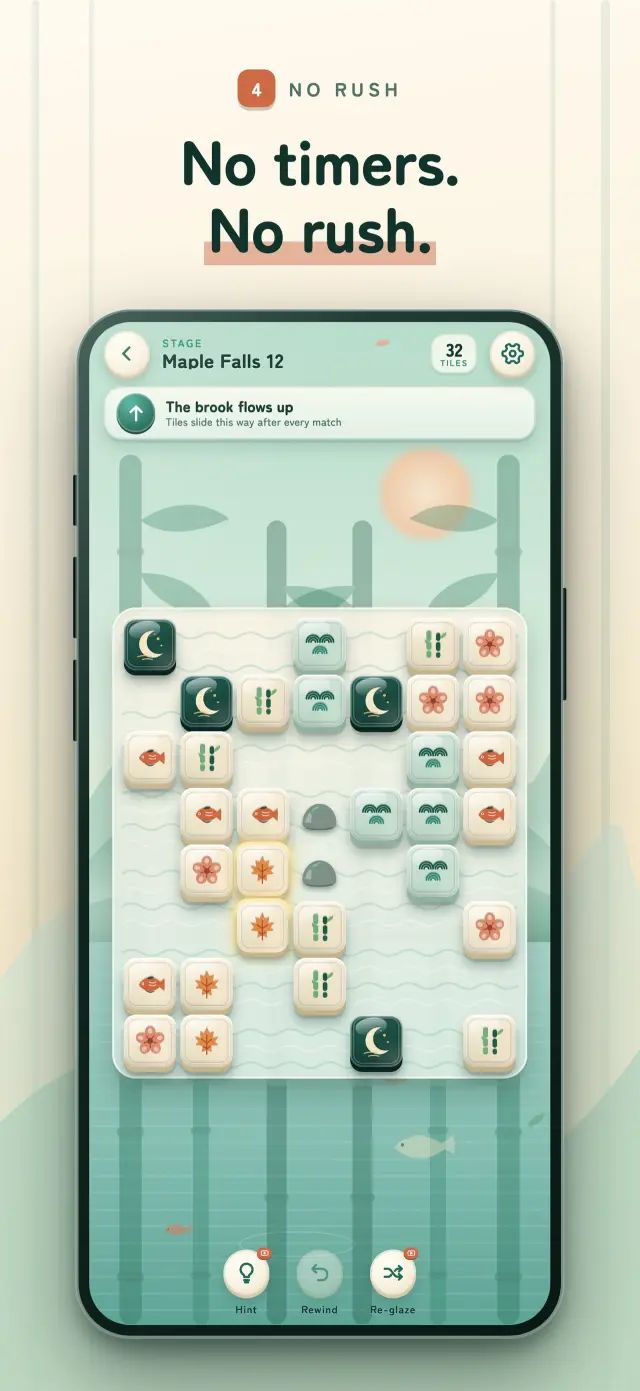 4 NO RUSH
No timers.
No rush.
STAGE
Maple Falls 12
32
TILES
The brook flows up
Tiles slide this way after every match
Hint
Rewind
Re-glaze